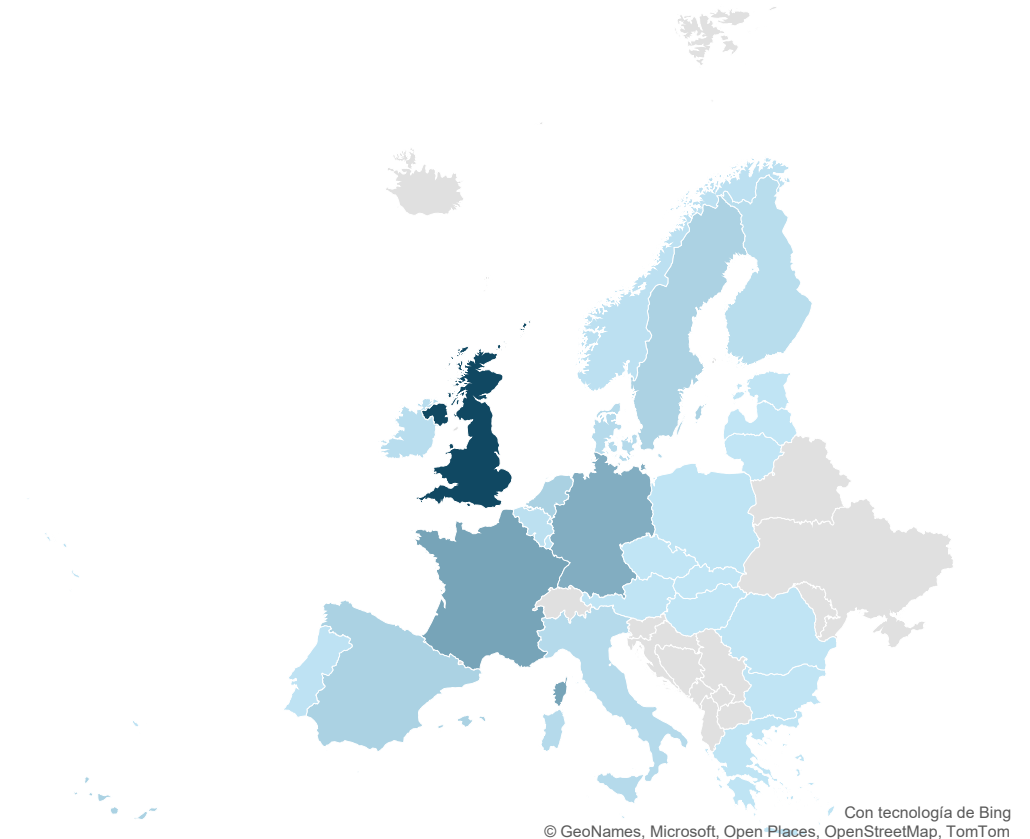 Con tecnología de Bing
© GeoNames, Microsoft, Open Places, OpenStreetMap, TomTom